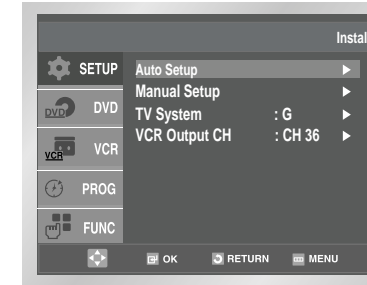 Instal
SETUP
Auto Setup
Manual Setup
DVD
DVD
TV System : G
VCR Output CH : CH 36
VCR
VCR
PROG
FUNC
OK RETURN MENU